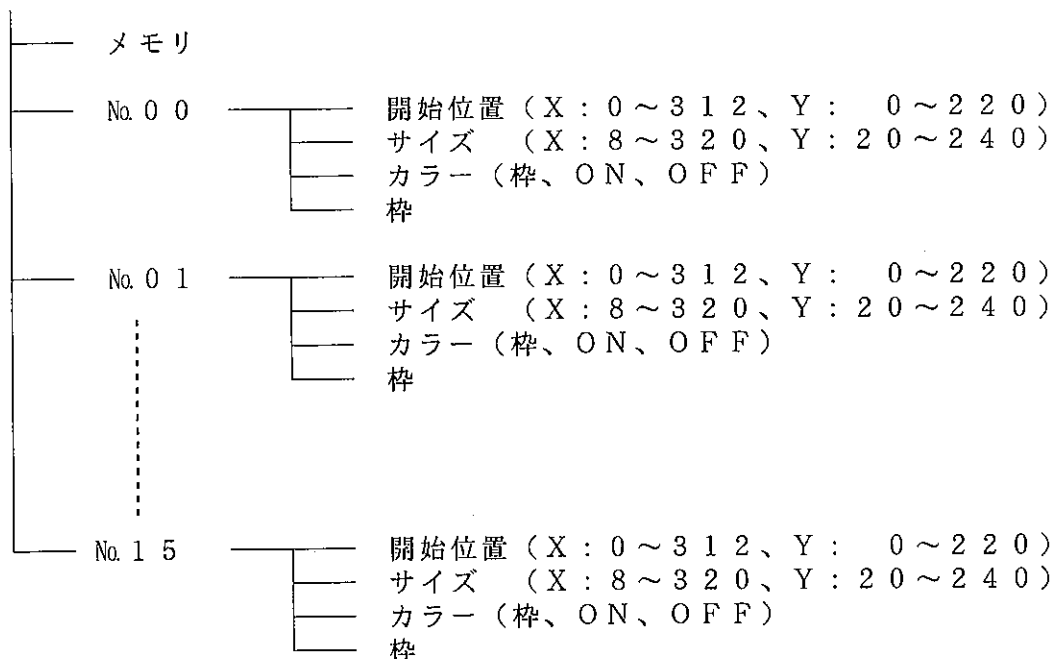 メモリ
No.00 開始位置(X:0~312、Y: 0~220)
サイズ (X:8~320、Y:20~240)
カラー(枠、ON、OFF)
枠
No.01 開始位置(X:0~312、Y: 0~220)
サイズ (X:8~320、Y:20~240)
カラー(枠、ON、OFF)
枠
No.15 開始位置(X:0~312、Y: 0~220)
サイズ (X:8~320、Y:20~240)
カラー(枠、ON、OFF)
枠